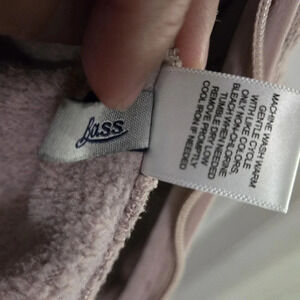 Jass
MACHINE WASH WARM
GENTLE CYCLE
WITH LIKE COLORS
ONLY NON-CHLORINE
BLEACH WHEN NEEDED
TUMBLE DRY LOW
REMOVE PROMPTLY
COOL IRON IF NEEDED